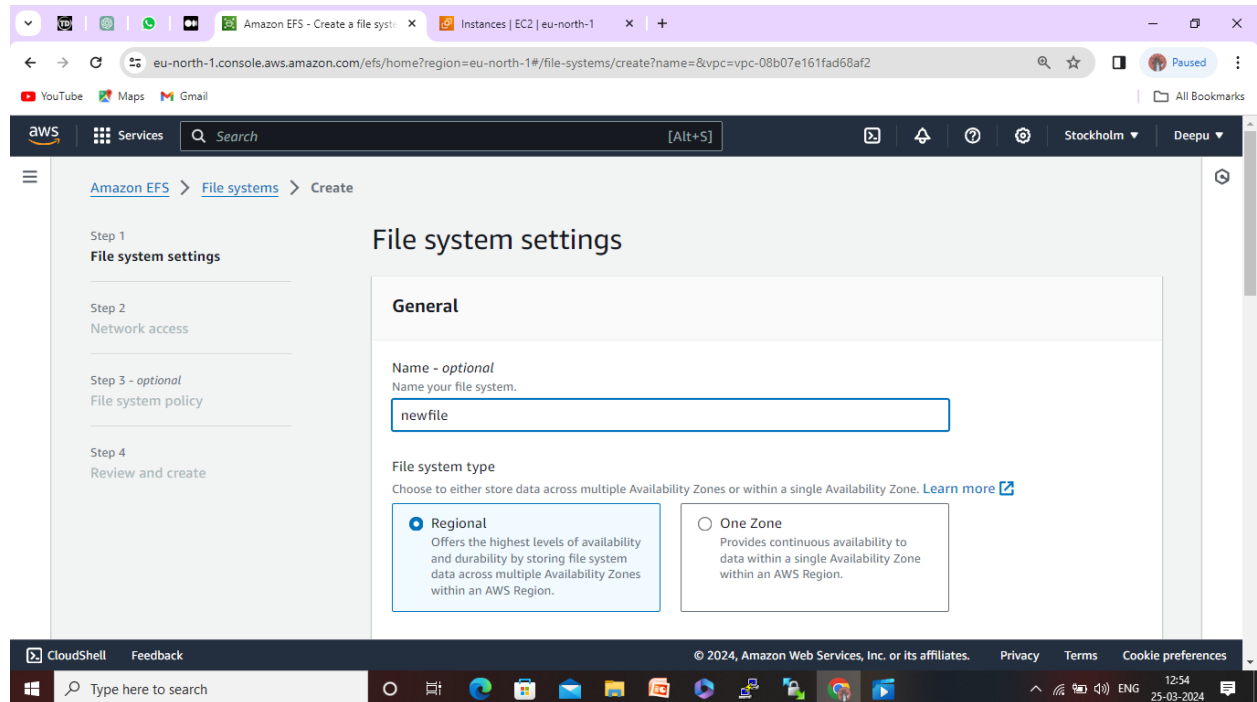 Amazon EFS - Create a file syste
Instances | EC2 | eu-north-1
eu-north-1.console.aws.amazon.com/efs/home?region=eu-north-1#/file-systems/create?name=&vpc=vpc-08b07e161fad68af2
Paused
YouTube
Maps
Gmail
All Bookmarks
aws
Services
Search
[Alt+S]
Stockholm
Deepu
Amazon EFS > File systems > Create
Step 1
File system settings
Step 2
Network access
Step 3 - optional
File system policy
Step 4
Review and create
File system settings
General
Name - optional
Name your file system.
newfile
File system type
Choose to either store data across multiple Availability Zones or within a single Availability Zone. Learn more
Regional
Offers the highest levels of availability
and durability by storing file system
data across multiple Availability Zones
within an AWS Region.
One Zone
Provides continuous availability to
data within a single Availability Zone
within an AWS Region.
CloudShell
Feedback
© 2024, Amazon Web Services, Inc. or its affiliates.
Privacy
Terms
Cookie preferences
Type here to search
ENG
12:54
25-03-2024